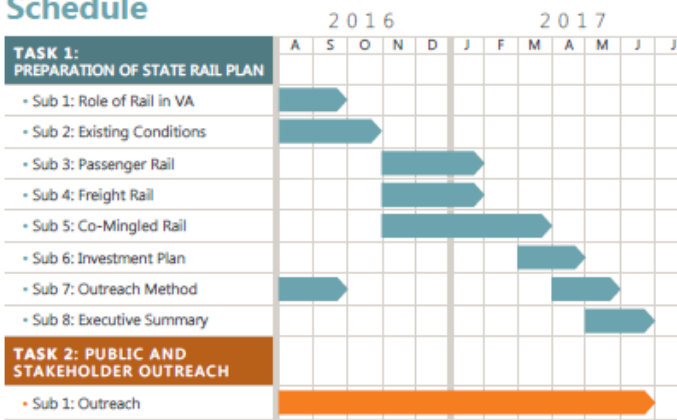 Schedule
2016 2017
A S O N D J F M A M J J
TASK 1:
PREPARATION OF STATE RAIL PLAN
• Sub 1: Role of Rail in VA
• Sub 2: Existing Conditions
• Sub 3: Passenger Rail
• Sub 4: Freight Rail
• Sub 5: Co-Mingled Rail
• Sub 6: Investment Plan
• Sub 7: Outreach Method
• Sub 8: Executive Summary
TASK 2: PUBLIC AND
STAKEHOLDER OUTREACH
• Sub 1: Outreach